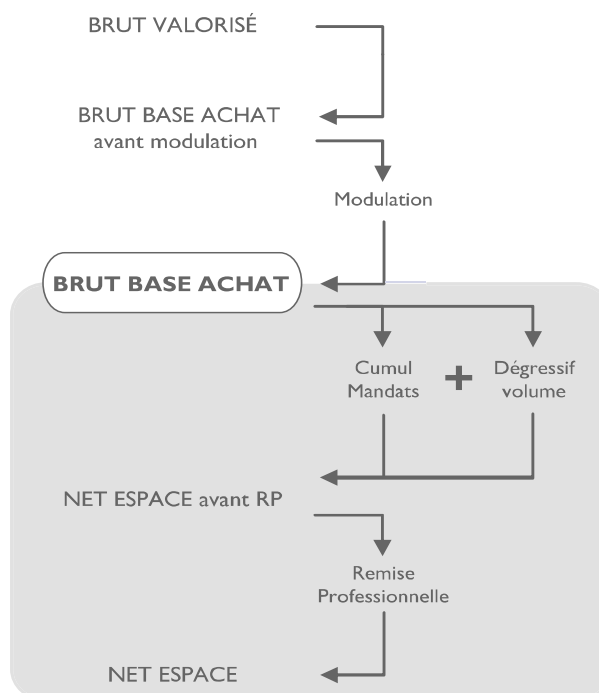 BRUT VALORISÉ
BRUT BASE ACHAT
avant modulation
Modulation
BRUT BASE ACHAT
Cumul
Mandats
+
Dégressif
volume
NET ESPACE avant RP
Remise
Professionnelle
NET ESPACE